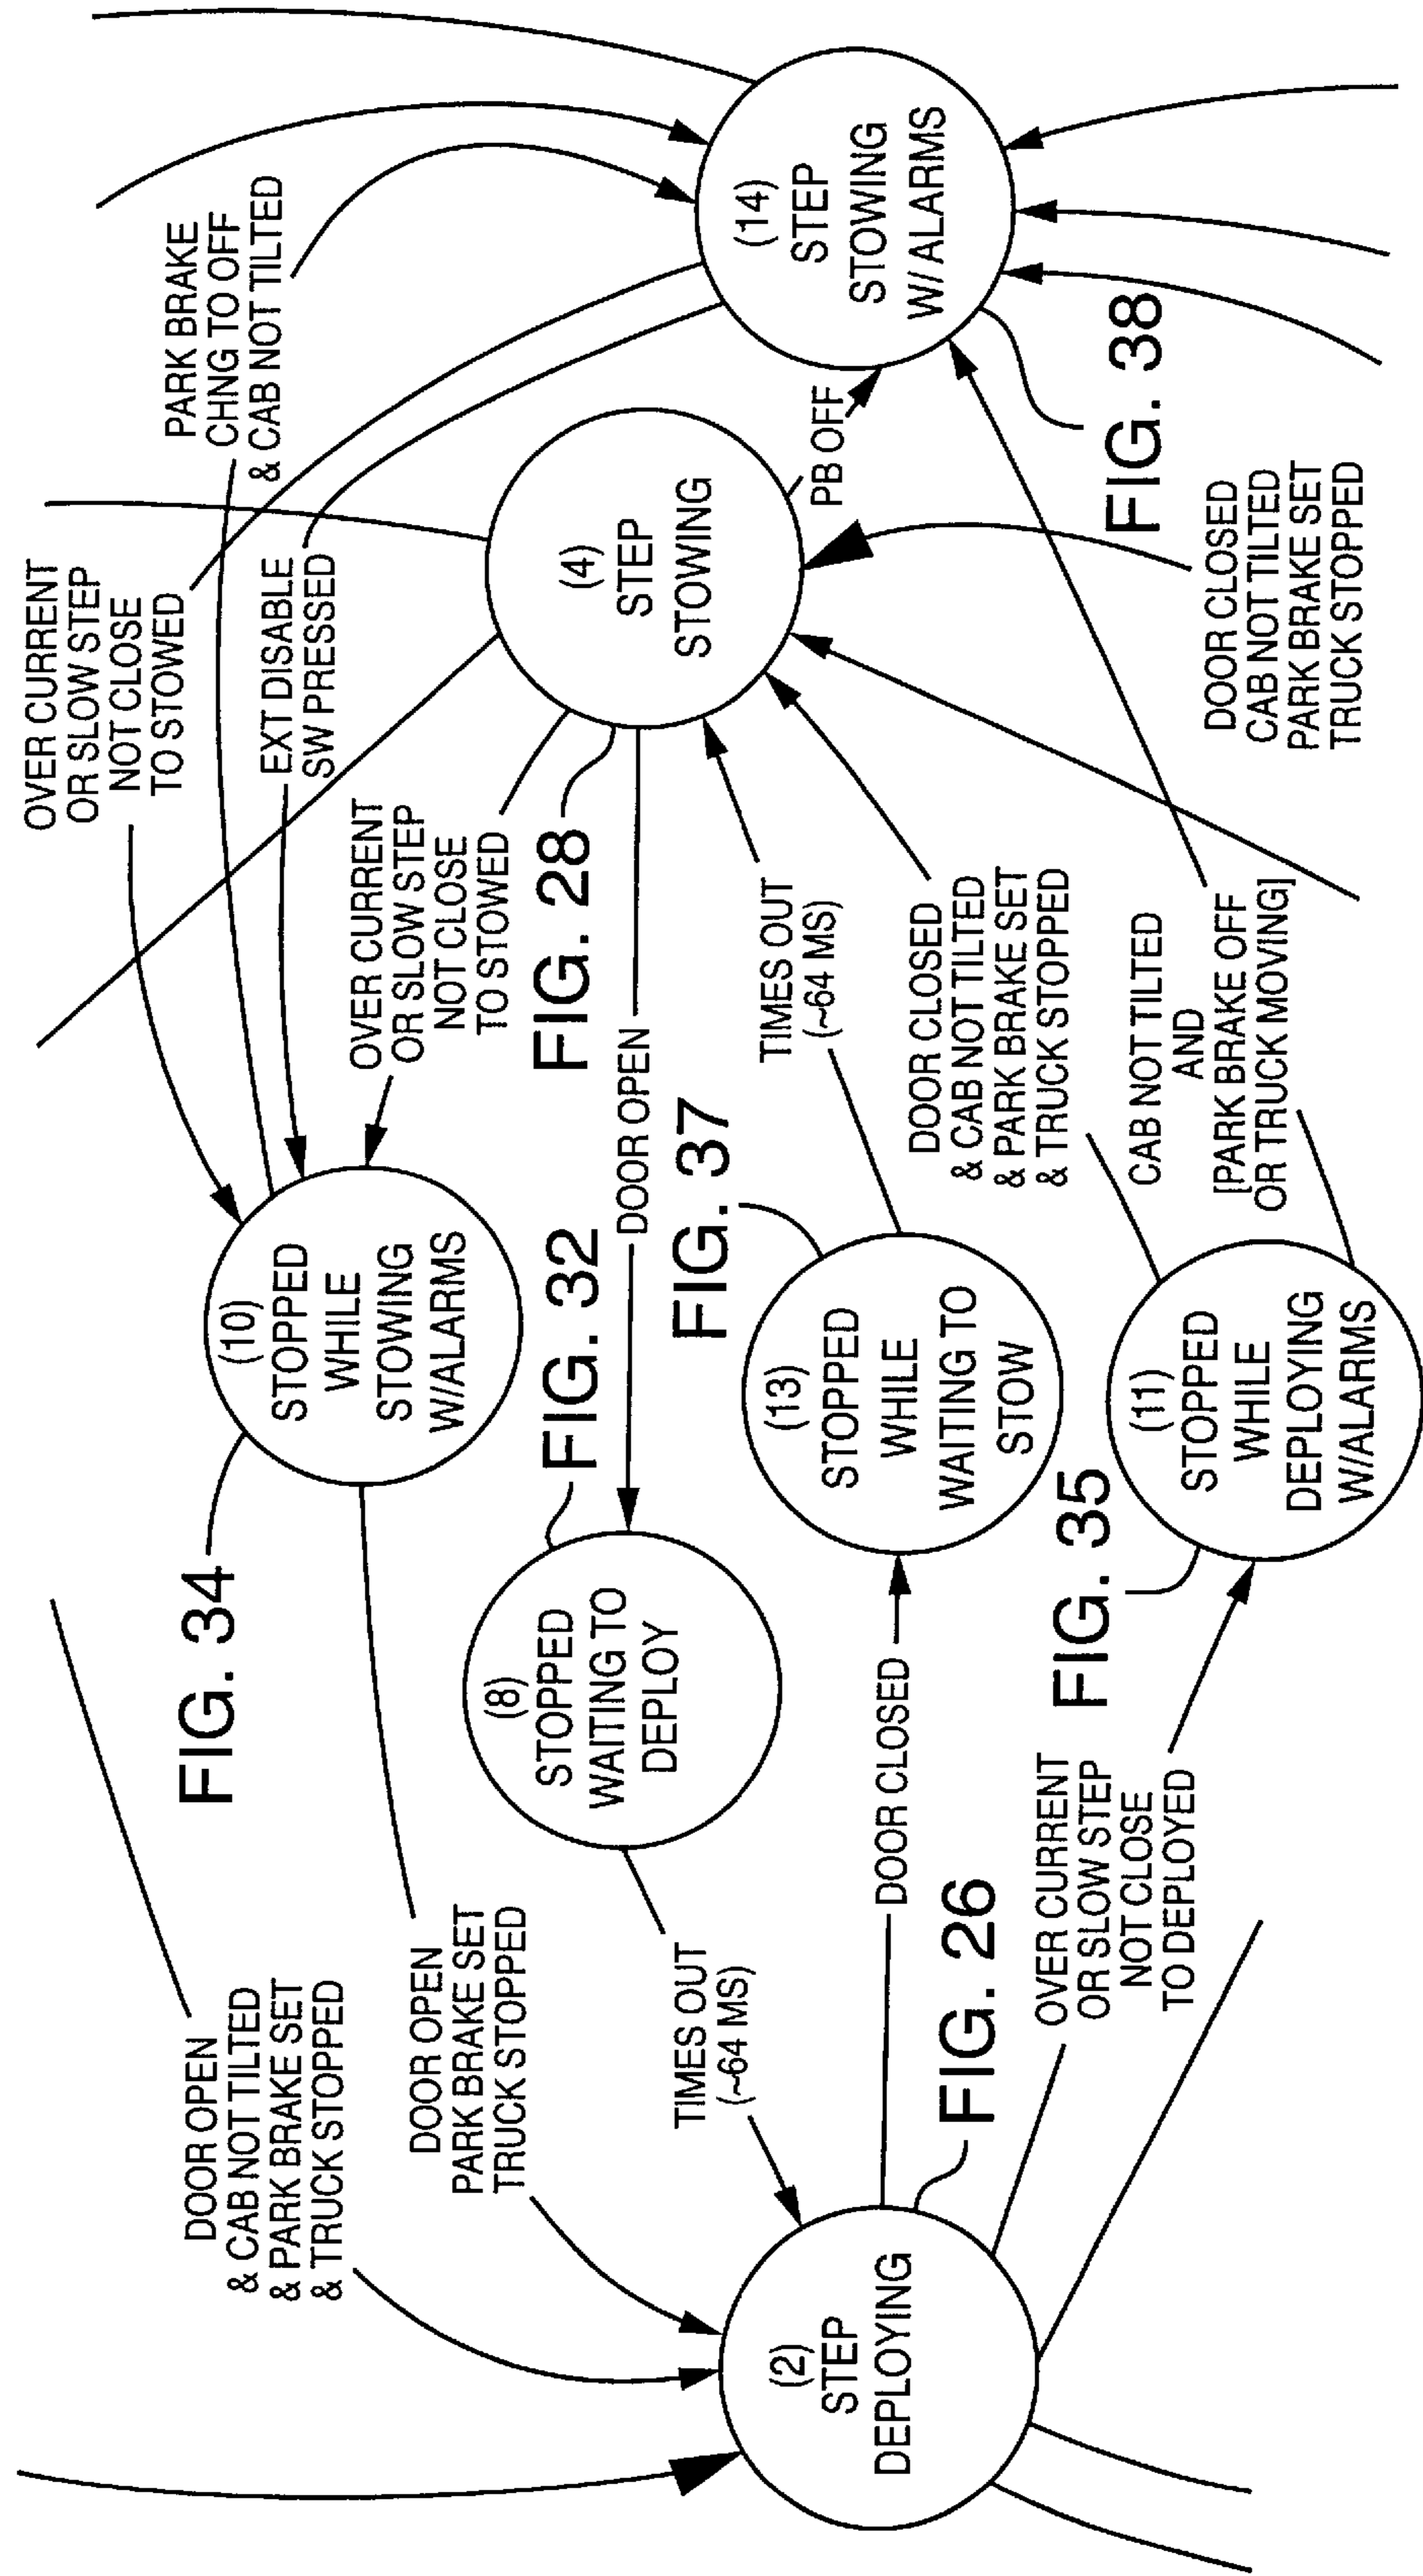 OVER CURRENT
OR SLOW STEP
NOT CLOSE
TO STOWED
PARK BRAKE
CHNG TO OFF
& CAB NOT TILTED
EXT DISABLE
SW PRESSED
DOOR OPEN
& CAB NOT TILTED
& PARK BRAKE SET
& TRUCK STOPPED
FIG. 34
(10)
STOPPED
WHILE
STOWING
W/ALARMS
OVER CURRENT
OR SLOW STEP
NOT CLOSE
TO STOWED
DOOR OPEN
PARK BRAKE SET
TRUCK STOPPED
(8)
STOPPED
WAITING TO
DEPLOY
FIG. 32
FIG. 28
DOOR OPEN
(4)
STEP
STOWING
PB OFF
(14)
STEP
STOWING
W/ALARMS
FIG. 38
TIMES OUT
(~64 MS)
FIG. 37
TIMES OUT
(~64 MS)
(2)
STEP
DEPLOYING
DOOR CLOSED
(13)
STOPPED
WHILE
WAITING TO
STOW
DOOR CLOSED
& CAB NOT TILTED
& PARK BRAKE SET
& TRUCK STOPPED
FIG. 26
OVER CURRENT
OR SLOW STEP
NOT CLOSE
TO DEPLOYED
FIG. 35
(11)
STOPPED
WHILE
DEPLOYING
W/ALARMS
CAB NOT TILTED
AND
[PARK BRAKE OFF
OR TRUCK MOVING]
DOOR CLOSED
CAB NOT TILTED
PARK BRAKE SET
TRUCK STOPPED